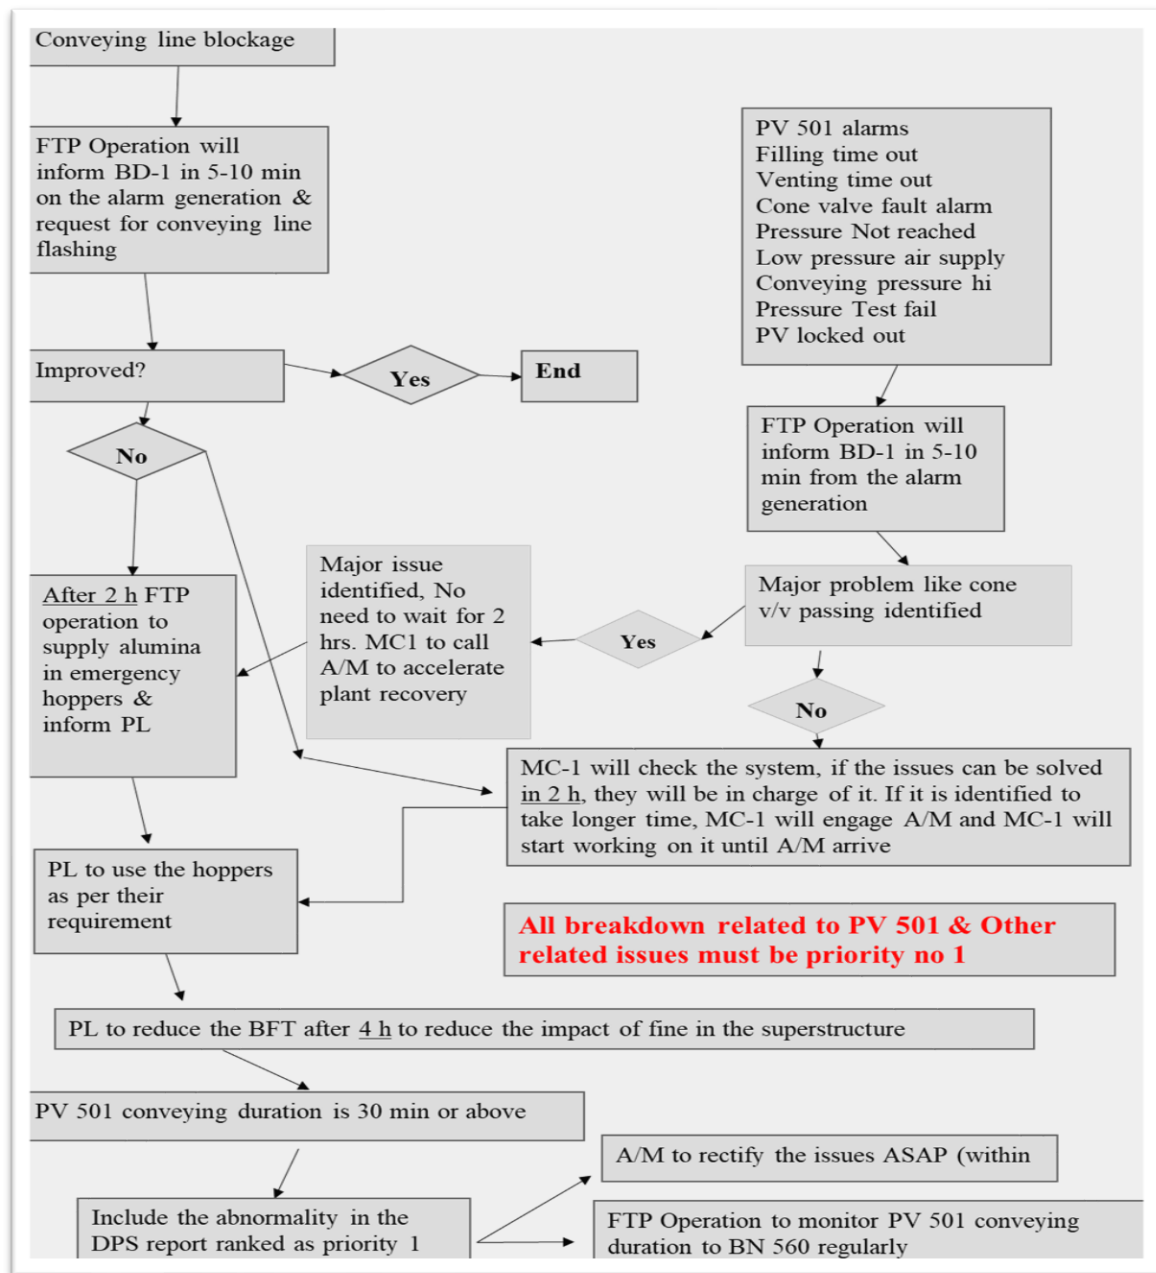 Conveying line blockage
FTP Operation will
inform BD-1 in 5-10 min
on the alarm generation &
request for conveying line
flashing
Improved?
Yes
End
No
After 2 h FTP
operation to
supply alumina
in emergency
hoppers &
inform PL
Major issue
identified, No
need to wait for 2
hrs. MC1 to call
A/M to accelerate
plant recovery
PV 501 alarms
Filling time out
Venting time out
Cone valve fault alarm
Pressure Not reached
Low pressure air supply
Conveying pressure hi
Pressure Test fail
PV locked out
FTP Operation will
inform BD-1 in 5-10
min from the alarm
generation
Major problem like cone
v/v passing identified
Yes
No
MC-1 will check the system, if the issues can be solved
in 2 h, they will be in charge of it. If it is identified to
take longer time, MC-1 will engage A/M and MC-1 will
start working on it until A/M arrive
PL to use the hoppers
as per their
requirement
All breakdown related to PV 501 & Other
related issues must be priority no 1
PL to reduce the BFT after 4 h to reduce the impact of fine in the superstructure
PV 501 conveying duration is 30 min or above
A/M to rectify the issues ASAP (within
Include the abnormality in the
DPS report ranked as priority 1
FTP Operation to monitor PV 501 conveying
duration to BN 560 regularly